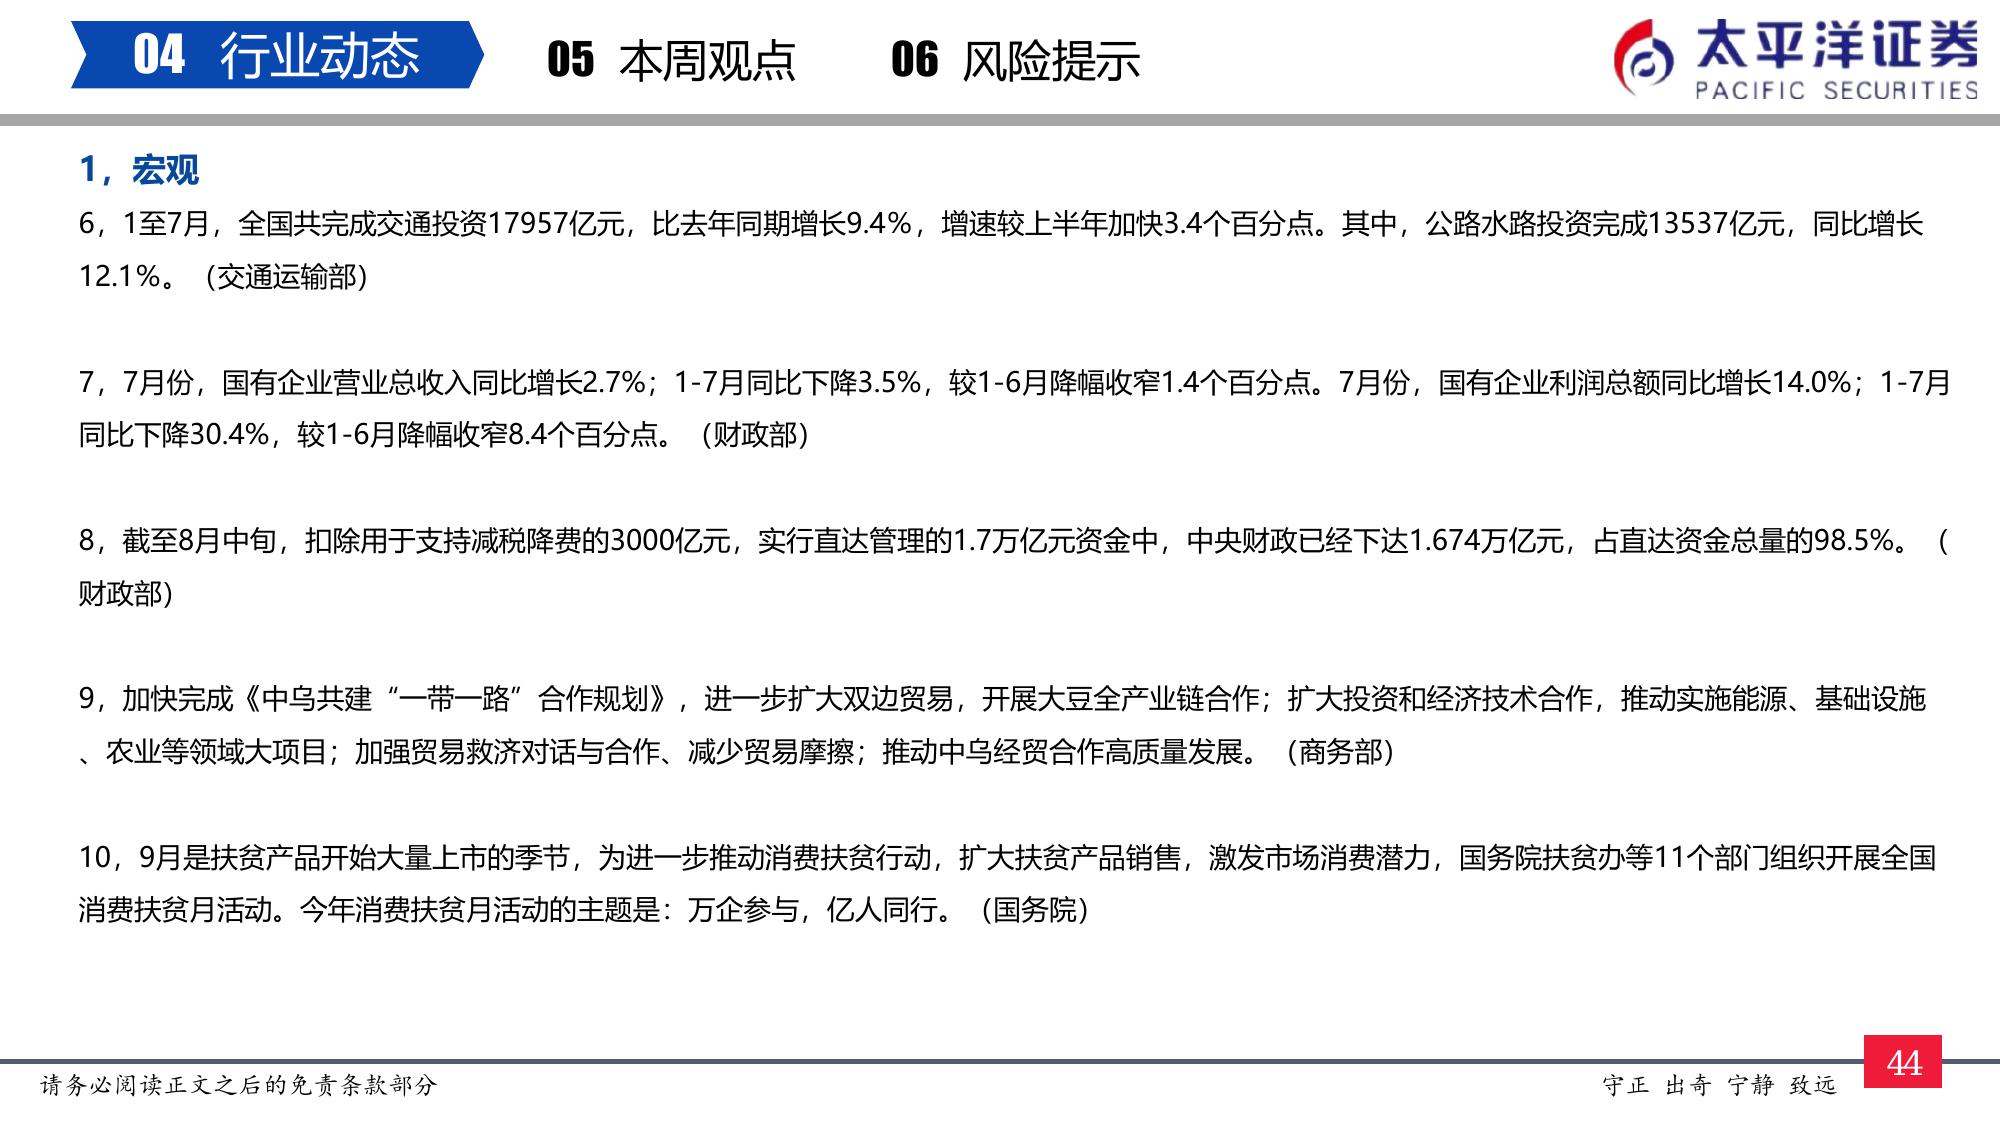 04 行业动态 05 本周观点 06 风险提示
太平洋证券
PACIFIC SECURITIES
1，宏观
6，1至7月，全国共完成交通投资17957亿元，比去年同期增长9.4%，增速较上半年加快3.4个百分点。其中，公路水路投资完成13537亿元，同比增长
12.1%。（交通运输部）
7，7月份，国有企业营业总收入同比增长2.7%；1-7月同比下降3.5%，较1-6月降幅收窄1.4个百分点。7月份，国有企业利润总额同比增长14.0%；1-7月
同比下降30.4%，较1-6月降幅收窄8.4个百分点。（财政部）
8，截至8月中旬，扣除用于支持减税降费的3000亿元，实行直达管理的1.7万亿元资金中，中央财政已经下达1.674万亿元，占直达资金总量的98.5%。（
财政部）
9，加快完成《中乌共建“一带一路”合作规划》，进一步扩大双边贸易，开展大豆全产业链合作；扩大投资和经济技术合作，推动实施能源、基础设施
、农业等领域大项目；加强贸易救济对话与合作、减少贸易摩擦；推动中乌经贸合作高质量发展。（商务部）
10，9月是扶贫产品开始大量上市的季节，为进一步推动消费扶贫行动，扩大扶贫产品销售，激发市场消费潜力，国务院扶贫办等11个部门组织开展全国
消费扶贫月活动。今年消费扶贫月活动的主题是：万企参与，亿人同行。（国务院）
请务必阅读正文之后的免责条款部分
守正 出奇 宁静 致远
44